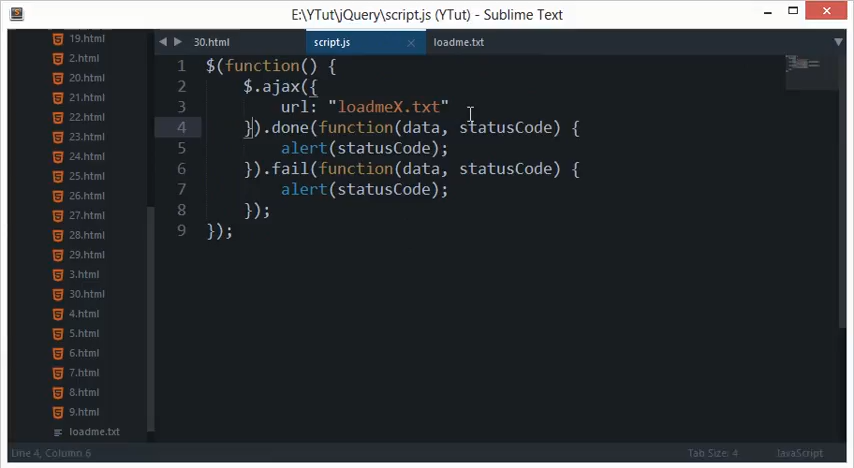 E:\YTut\jQuery\script.js (YTut) - Sublime Text
19.html
2.html
20.html
21.html
22.html
23.html
24.html
25.html
26.html
27.html
28.html
29.html
3.html
30.html
4.html
5.html
6.html
7.html
8.html
9.html
loadme.txt
30.html script.js × loadme.txt
1 $(function() {
2 $.ajax({
3 url: "loadmeX.txt"
4 }).done(function(data, statusCode) {
5 alert(statusCode);
6 }).fail(function(data, statusCode) {
7 alert(statusCode);
8 });
9 });
Line 4, Column 6 Tab Size: 4 JavaScript